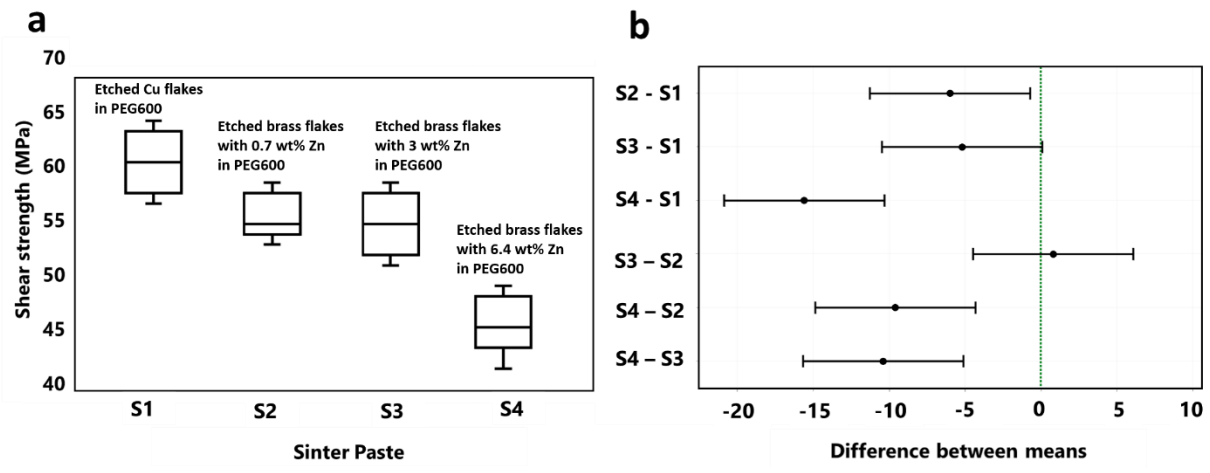 a
70
65
60
55
50
45
40
Shear strength (MPa)
Etched Cu flakes
in PEG600
Etched brass flakes
with 0.7 wt% Zn
in PEG600
Etched brass flakes
with 3 wt% Zn
in PEG600
Etched brass flakes
with 6.4 wt% Zn
in PEG600
S1 S2 S3 S4
Sinter Paste
b
S2 - S1
S3 - S1
S4 - S1
S3 – S2
S4 – S2
S4 – S3
-20 -15 -10 -5 0 5 10
Difference between means